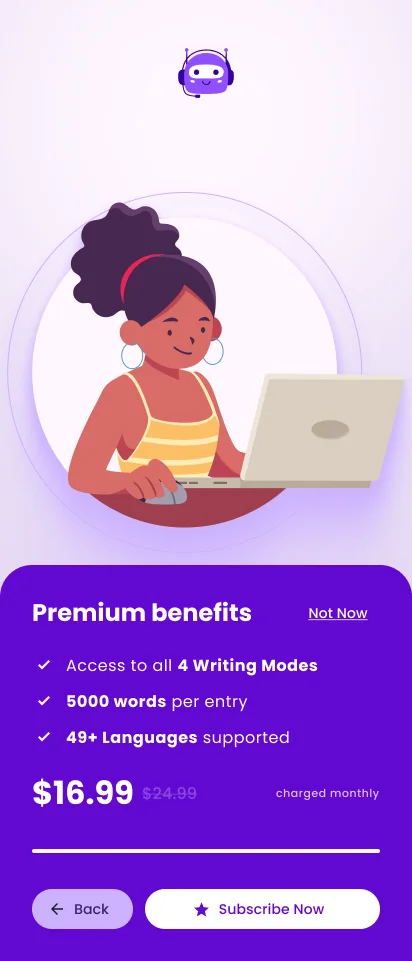 Premium benefits
Not Now
Access to all 4 Writing Modes
5000 words per entry
49+ Languages supported
$16.99 $24.99 charged monthly
Back
Subscribe Now